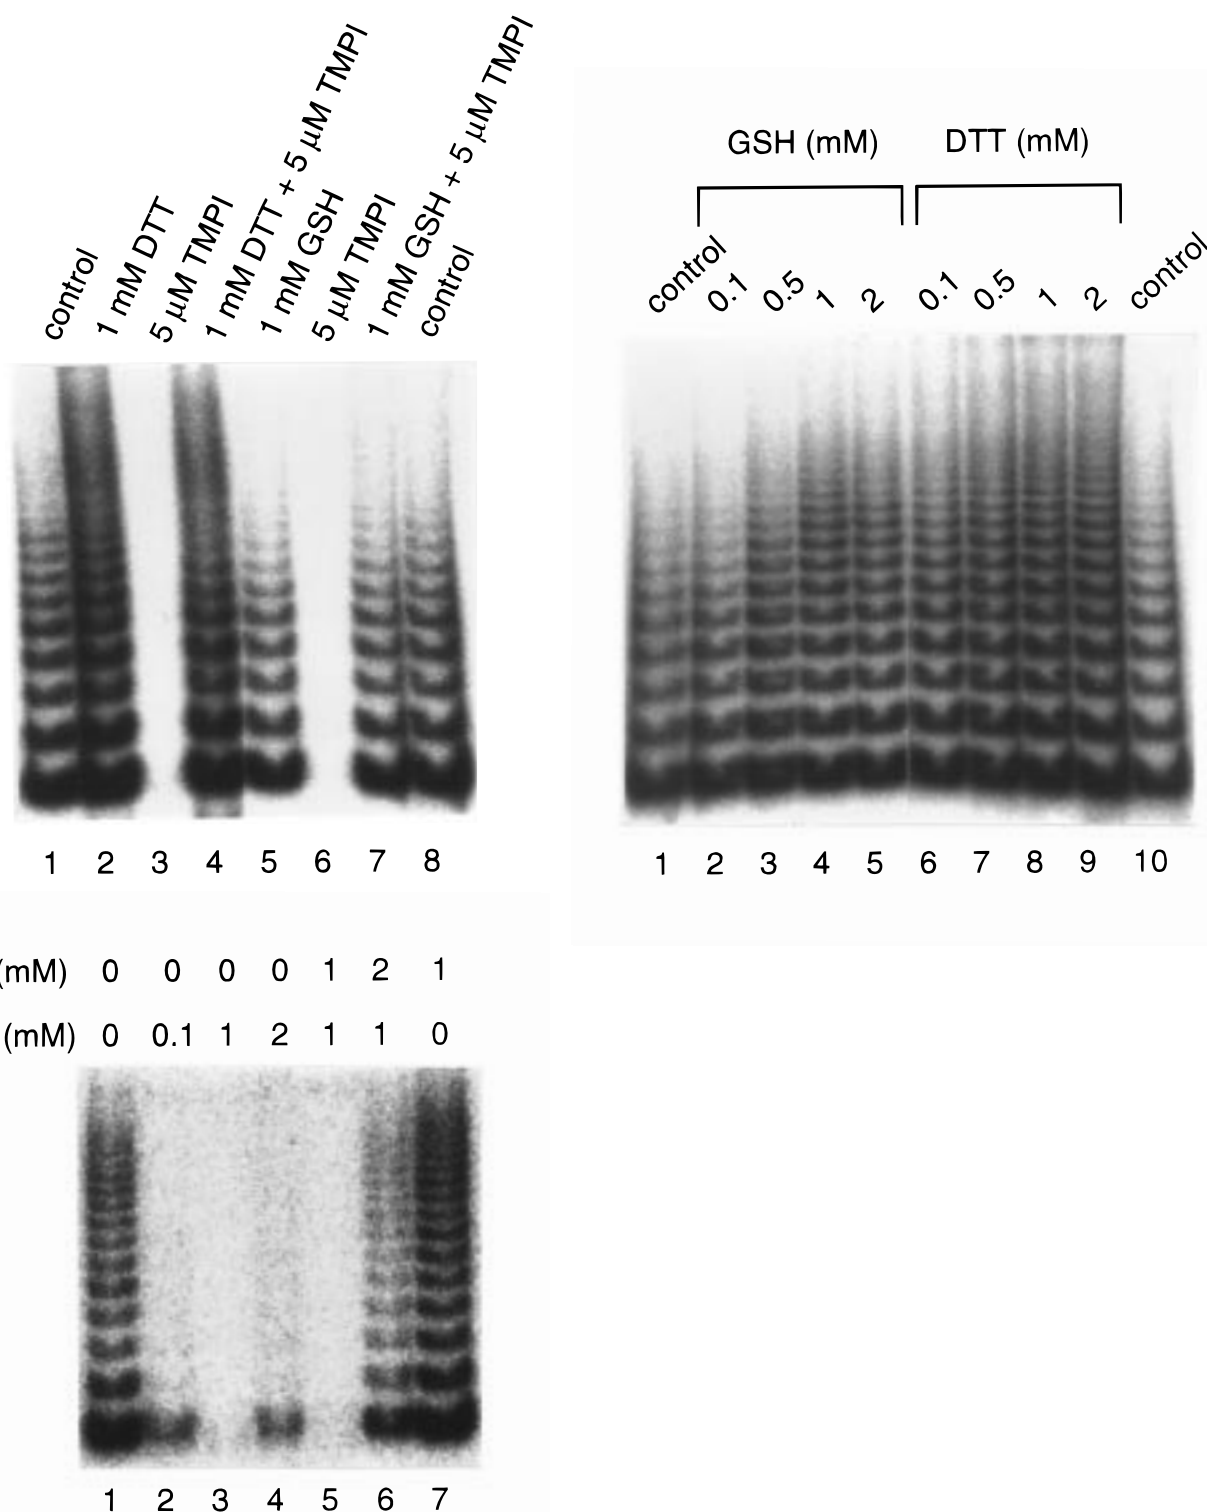 control
1 mM DTT
5 µM TMPI
1 mM DTT + 5 µM TMPI
1 mM GSH
5 µM TMPI
1 mM GSH + 5 µM TMPI
control
1 2 3 4 5 6 7 8
GSH (mM) DTT (mM)
control 0.1 0.5 1 2 0.1 0.5 1 2 control
1 2 3 4 5 6 7 8 9 10
(mM) 0 0 0 0 1 2 1
(mM) 0 0.1 1 2 1 1 0
1 2 3 4 5 6 7